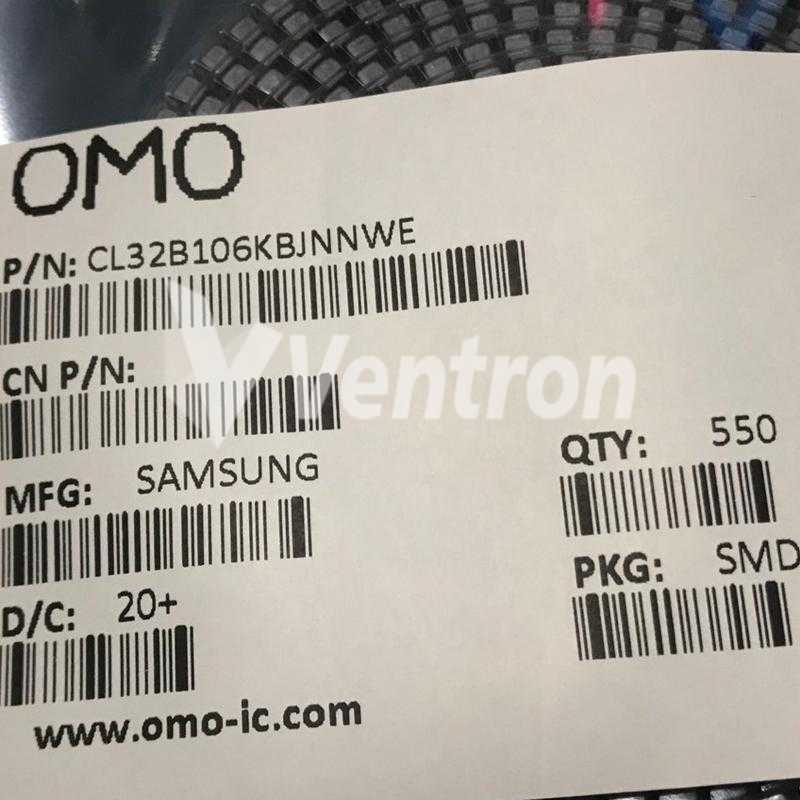 OMO
P/N: CL32B106KBJNNWE
Ventron
CN P/N:
MFG: SAMSUNG
QTY: 550
D/C: 20+
PKG: SMD
www.omo-ic.com